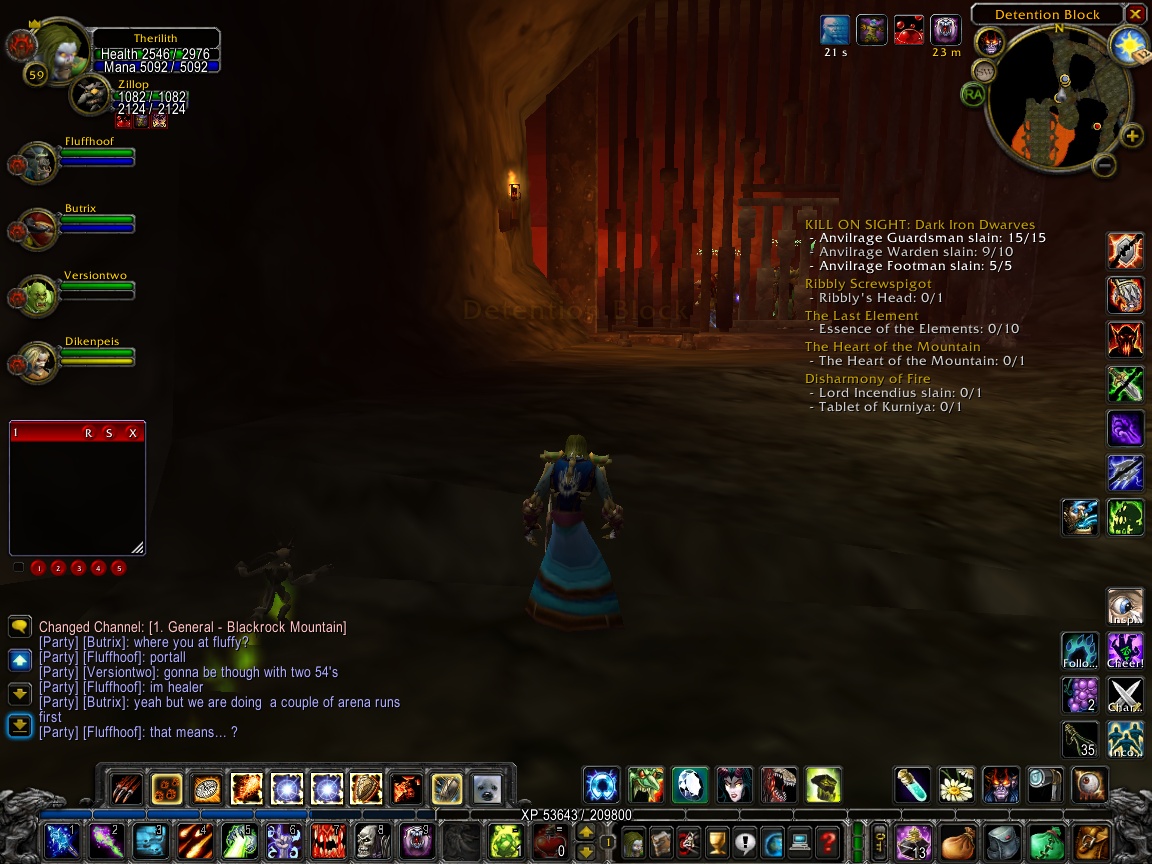 Therilith
Health 2546 / 2976
Mana 5092 / 5092
59
Zillop
1082 / 1082
2124 / 2124
Fluffhoof
Butrix
Versiontwo
Dikenpeis
21 s
23 m
Detention Block
N
SW
RA
KILL ON SIGHT: Dark Iron Dwarves
- Anvilrage Guardsman slain: 15/15
- Anvilrage Warden slain: 9/10
- Anvilrage Footman slain: 5/5
Ribbly Screwspigot
- Ribbly's Head: 0/1
The Last Element
- Essence of the Elements: 0/10
The Heart of the Mountain
- The Heart of the Mountain: 0/1
Disharmony of Fire
- Lord Incendius slain: 0/1
- Tablet of Kurniya: 0/1
Detention Block
1 R S X
1 2 3 4 5
Changed Channel: [1. General - Blackrock Mountain]
[Party] [Butrix]: where you at fluffy?
[Party] [Fluffhoof]: portall
[Party] [Versiontwo]: gonna be though with two 54's
[Party] [Fluffhoof]: im healer
[Party] [Butrix]: yeah but we are doing a couple of arena runs
first
[Party] [Fluffhoof]: that means... ?
Follo...
Cheer!
2
Char...
35
XP 53643 / 209800
1 2 3 4 5 6 7 8 9 = 0
1
13